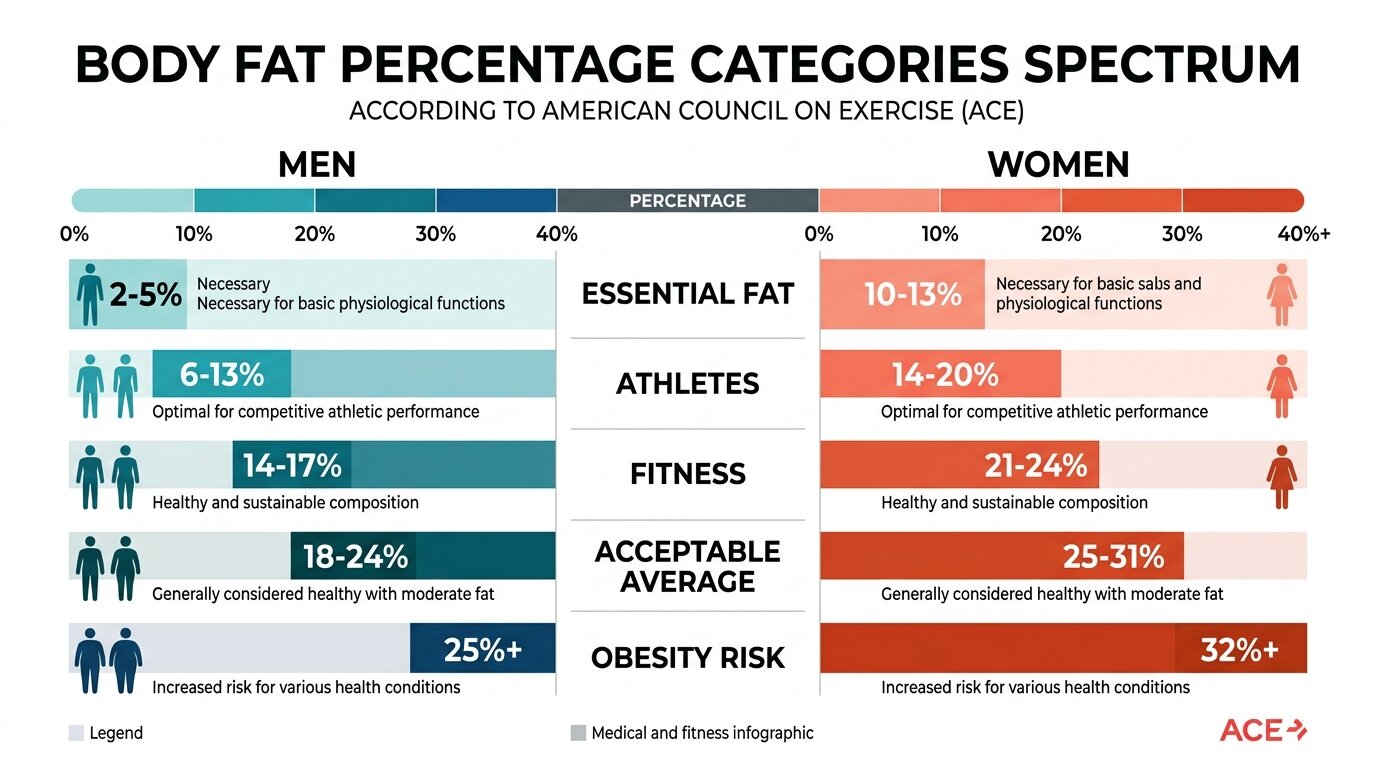 BODY FAT PERCENTAGE CATEGORIES SPECTRUM
ACCORDING TO AMERICAN COUNCIL ON EXERCISE (ACE)
MEN
WOMEN
PERCENTAGE
0% 10% 20% 30% 40% 0% 10% 20% 30% 40%+
2-5%
Necessary
Necessary for basic physiological functions
ESSENTIAL FAT
10-13%
Necessary for basic sabs and
physiological functions
6-13%
Optimal for competitive athletic performance
ATHLETES
14-20%
Optimal for competitive athletic performance
14-17%
Healthy and sustainable composition
FITNESS
21-24%
Healthy and sustainable composition
18-24%
Generally considered healthy with moderate fat
ACCEPTABLE
AVERAGE
25-31%
Generally considered healthy with moderate fat
25%+
Increased risk for various health conditions
OBESITY RISK
32%+
Increased risk for various health conditions
Legend
Medical and fitness infographic
ACE